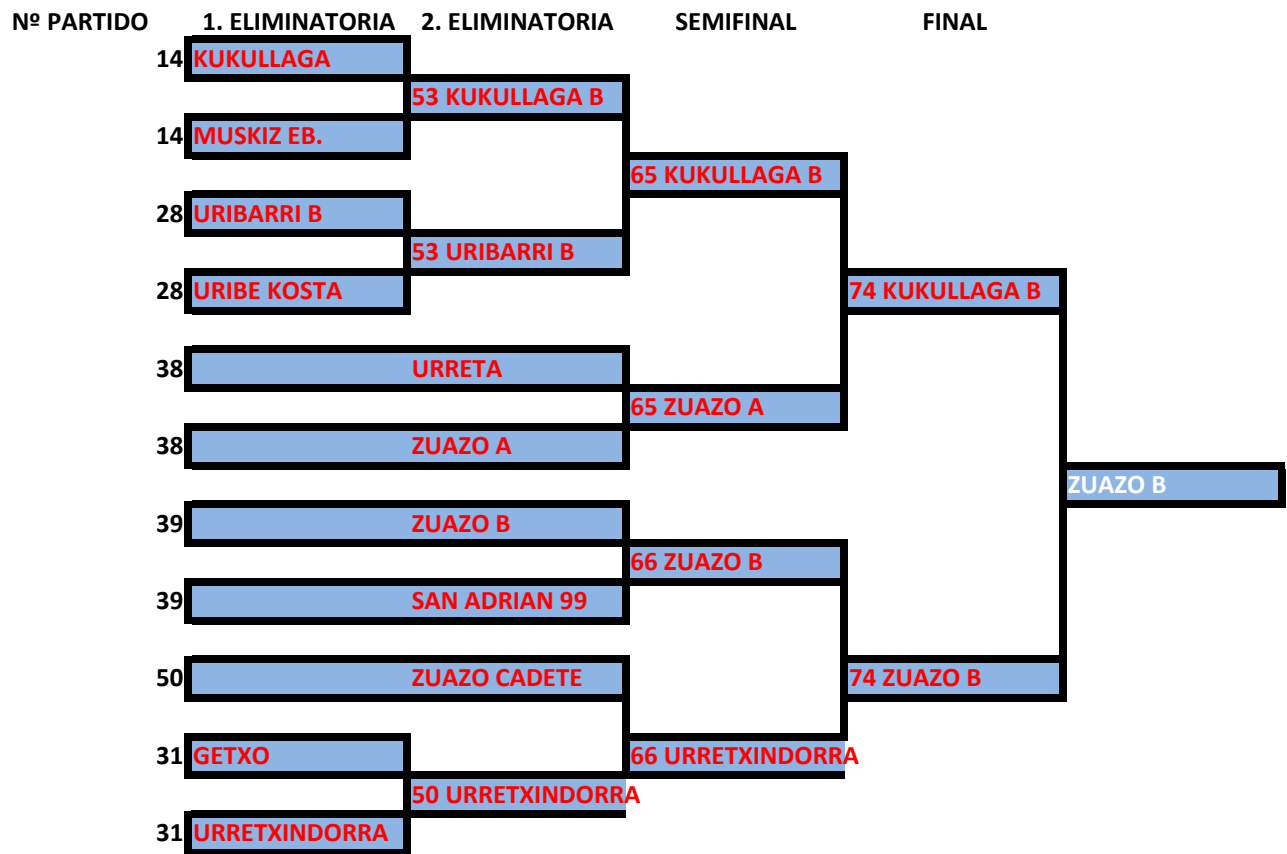 Nº PARTIDO 1. ELIMINATORIA 2. ELIMINATORIA SEMIFINAL FINAL
14 KUKULLAGA
53 KUKULLAGA B
14 MUSKIZ EB.
65 KUKULLAGA B
28 URIBARRI B
53 URIBARRI B
28 URIBE KOSTA
74 KUKULLAGA B
38 URRETA
65 ZUAZO A
38 ZUAZO A
ZUAZO B
39 ZUAZO B
66 ZUAZO B
39 SAN ADRIAN 99
50 ZUAZO CADETE
74 ZUAZO B
31 GETXO
66 URRETXINDORRA
50 URRETXINDORRA
31 URRETXINDORRA